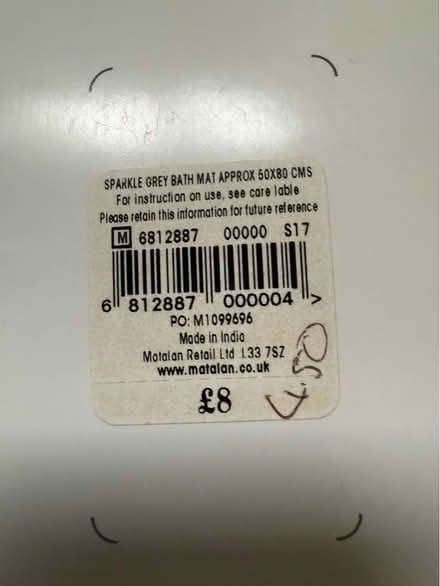 SPARKLE GREY BATH MAT APPROX 50X80 CMS
For instruction on use, see care lable
Please retain this information for future reference
M 6812887 00000 S17
6 812887 000004 >
PO: M1099696
Made in India
Matalan Retail Ltd L33 7SZ
www.matalan.co.uk
£8
4.50